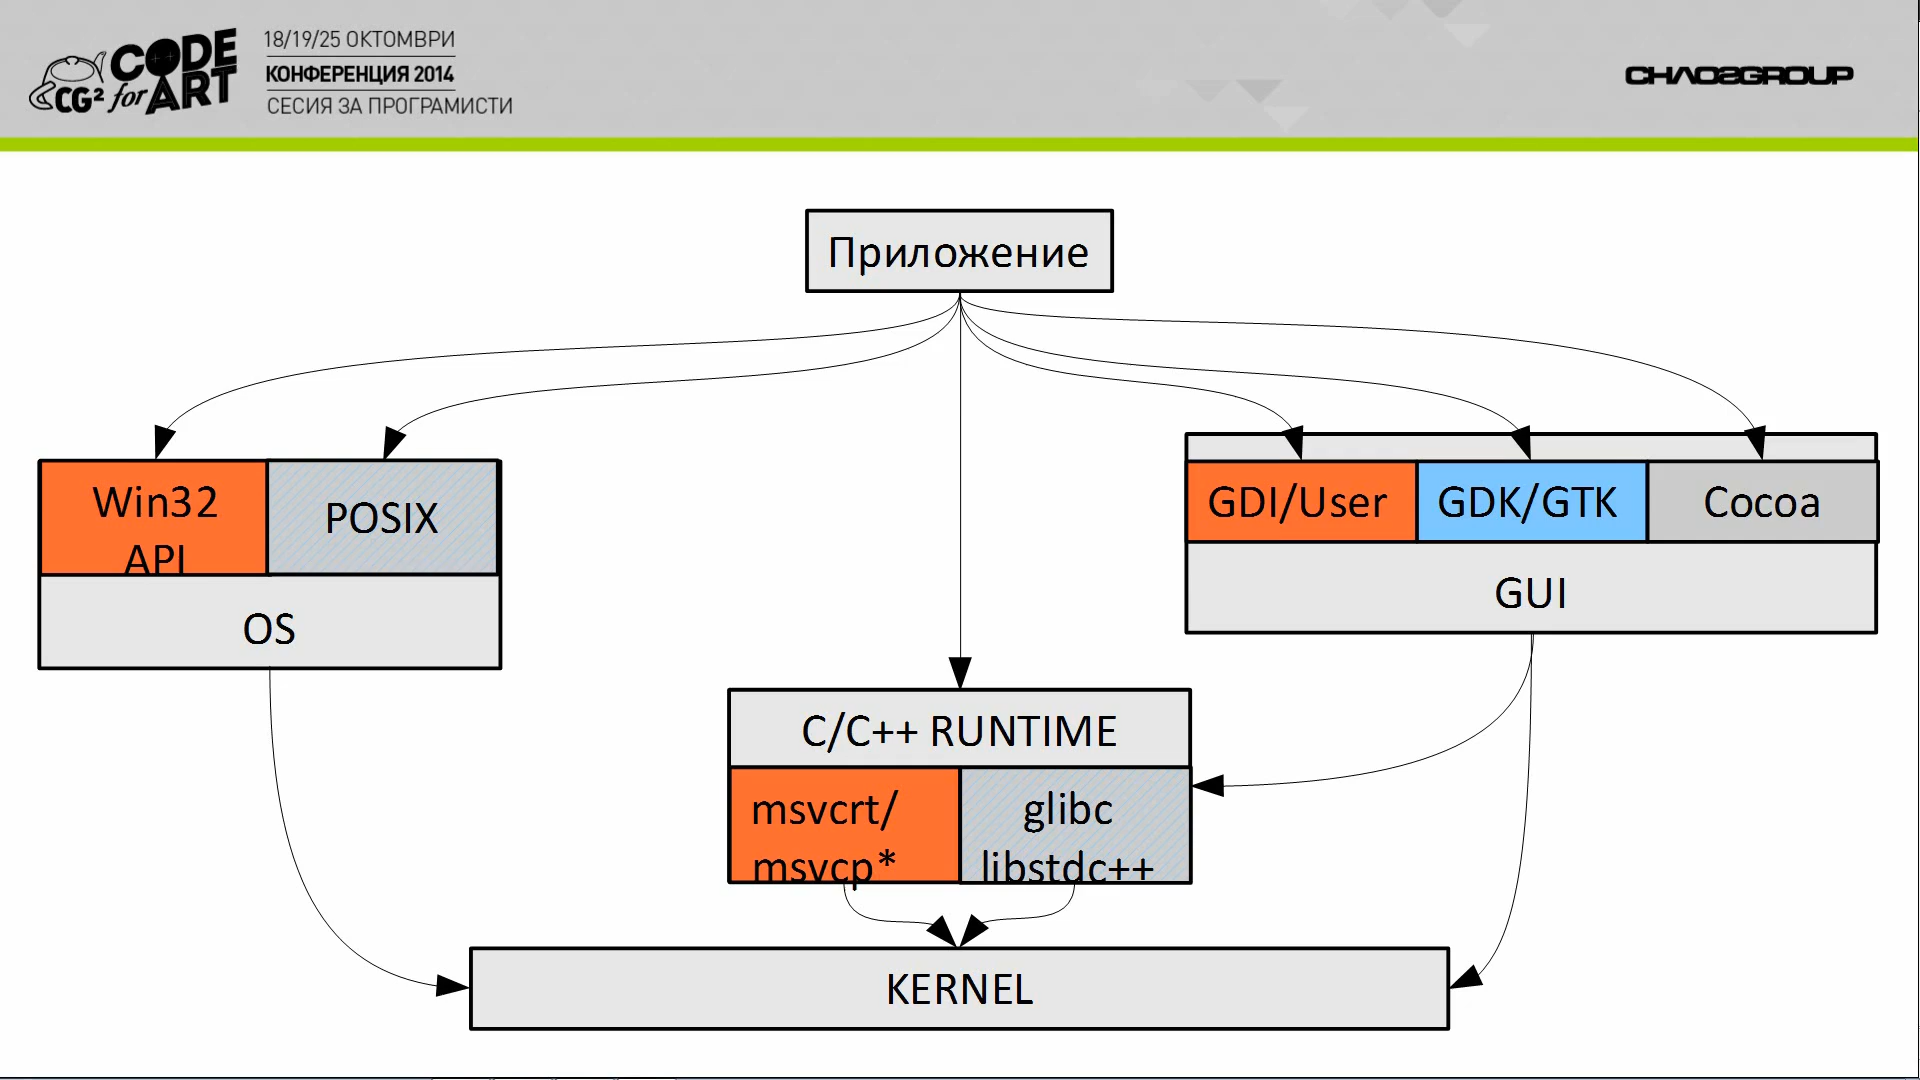 CODE
for ART
CG²
18/19/25 ОКТОМВРИ
КОНФЕРЕНЦИЯ 2014
СЕСИЯ ЗА ПРОГРАМИСТИ
CHAOSGROUP
Приложение
Win32
API
POSIX
OS
GDI/User
GDK/GTK
Cocoa
GUI
C/C++ RUNTIME
msvcrt/
msvcp*
glibc
libstdc++
KERNEL